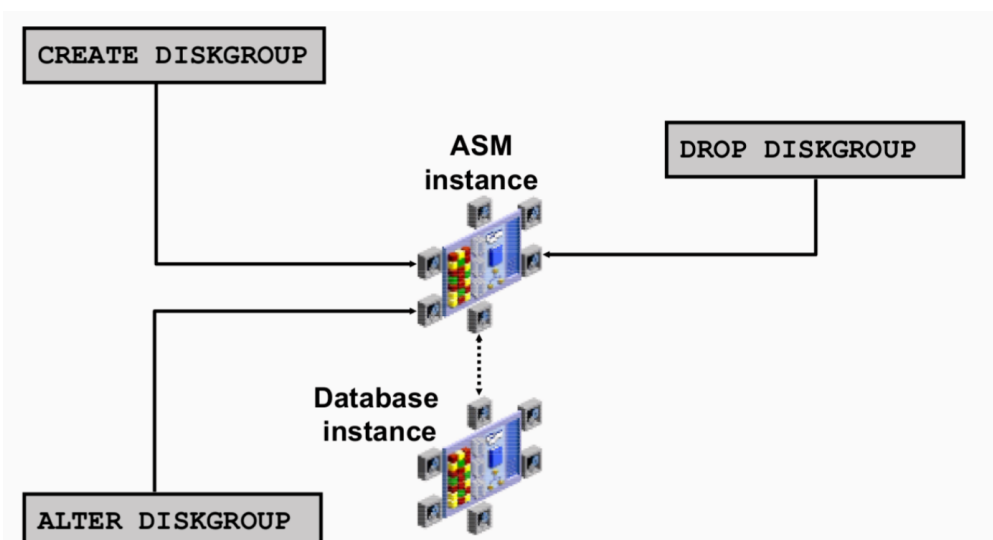 CREATE DISKGROUP
DROP DISKGROUP
ASM
instance
Database
instance
ALTER DISKGROUP